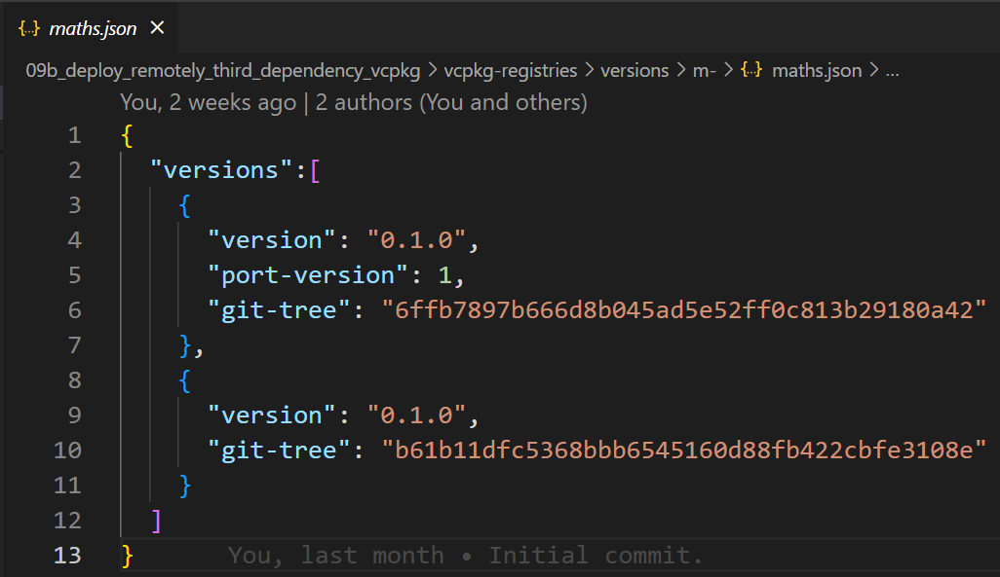 {..} maths.json ×
09b_deploy_remotely_third_dependency_vcpkg > vcpkg-registries > versions > m- > {..} maths.json > ...
You, 2 weeks ago | 2 authors (You and others)
1 {
2 "versions":[
3 {
4 "version": "0.1.0",
5 "port-version": 1,
6 "git-tree": "6ffb7897b666d8b045ad5e52ff0c813b29180a42"
7 },
8 {
9 "version": "0.1.0",
10 "git-tree": "b61b11dfc5368bbb6545160d88fb422cbfe3108e"
11 }
12 ]
13 } You, last month • Initial commit.